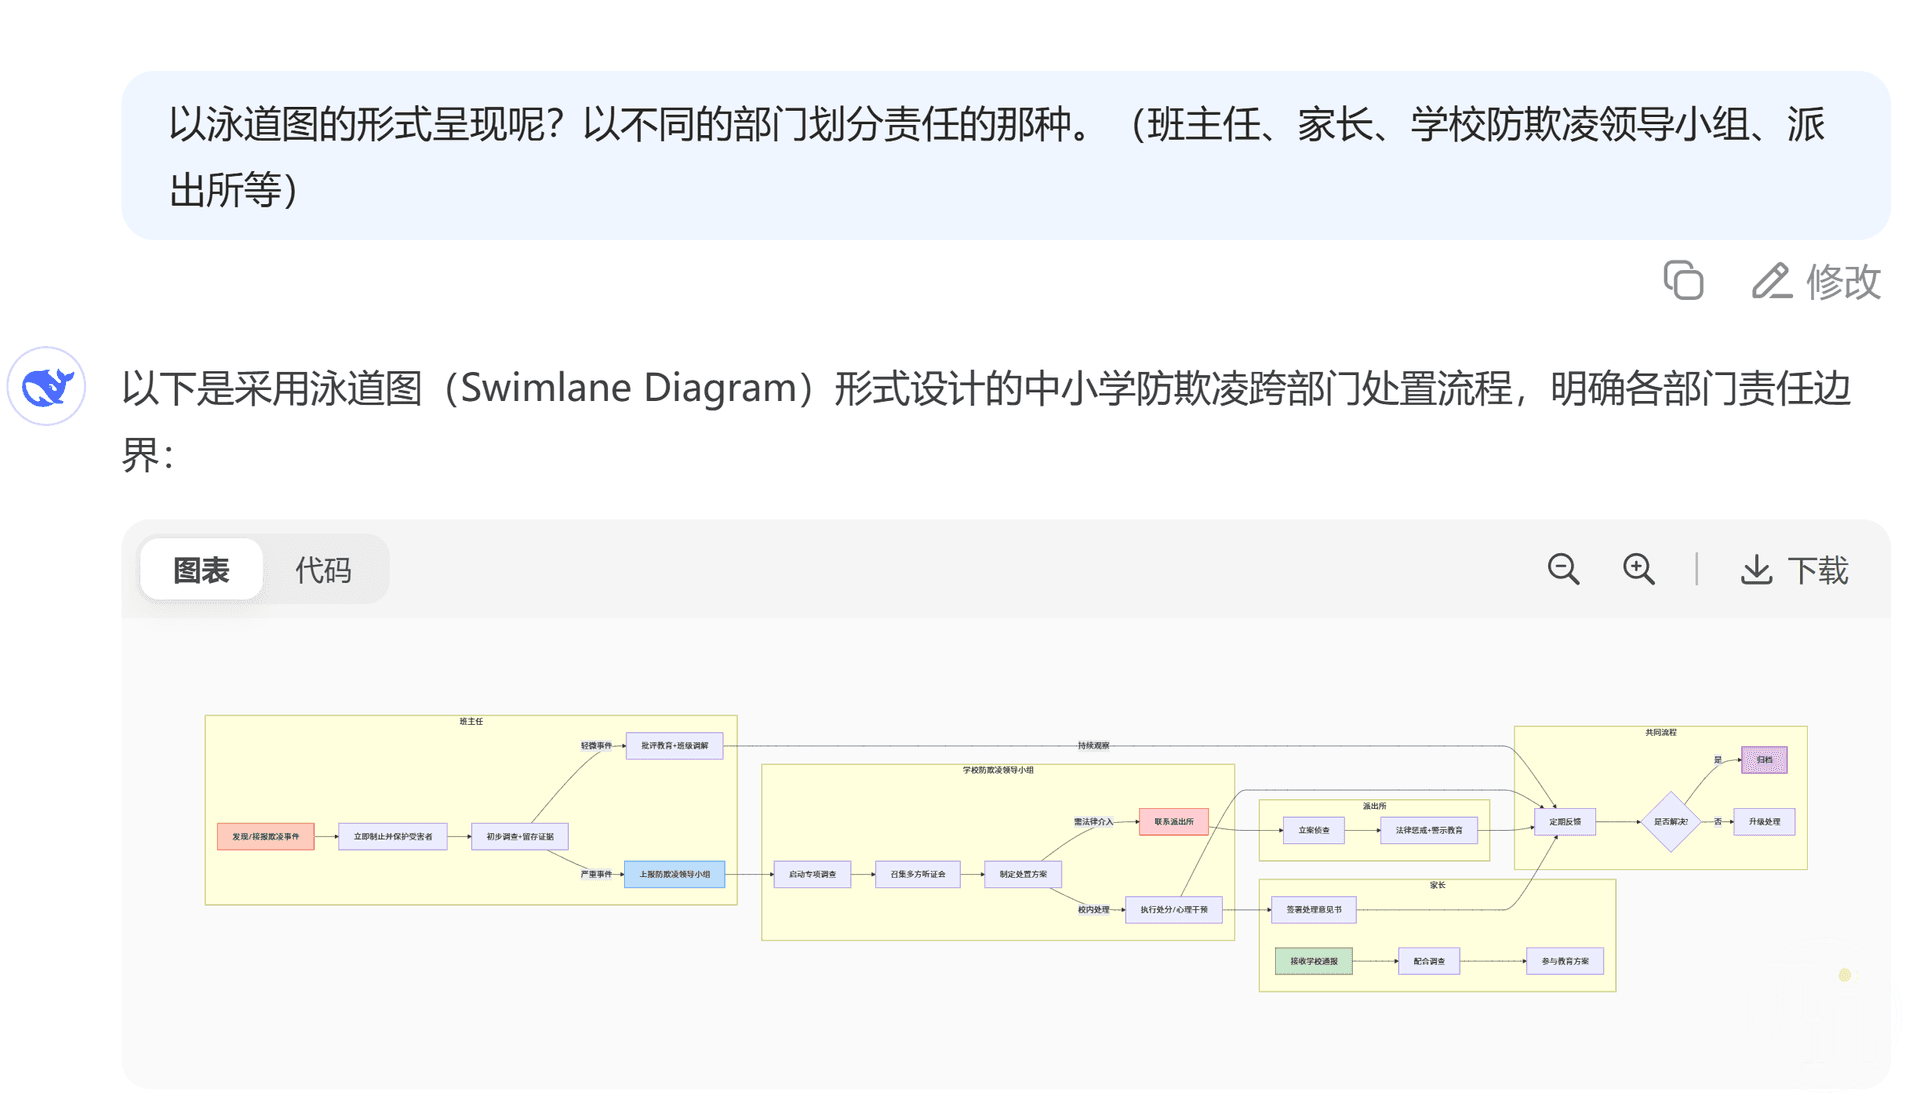 以泳道图的形式呈现呢？以不同的部门划分责任的那种。（班主任、家长、学校防欺凌领导小组、派
出所等）
修改
以下是采用泳道图（Swimlane Diagram）形式设计的中小学防欺凌跨部门处置流程，明确各部门责任边
界：
图表
代码
下载
班主任
发现/接报欺凌事件
立即制止并保护受害者
初步调查+留存证据
轻微事件
批评教育+班级调解
严重事件
上报防欺凌领导小组
持续观察
学校防欺凌领导小组
启动专项调查
召集多方听证会
制定处置方案
需法律介入
联系派出所
校内处理
执行处分/心理干预
派出所
立案侦查
法律惩戒+警示教育
家长
签署处理意见书
接收学校通报
配合调查
参与教育方案
共同流程
定期反馈
是否解决?
是
归档
否
升级处理